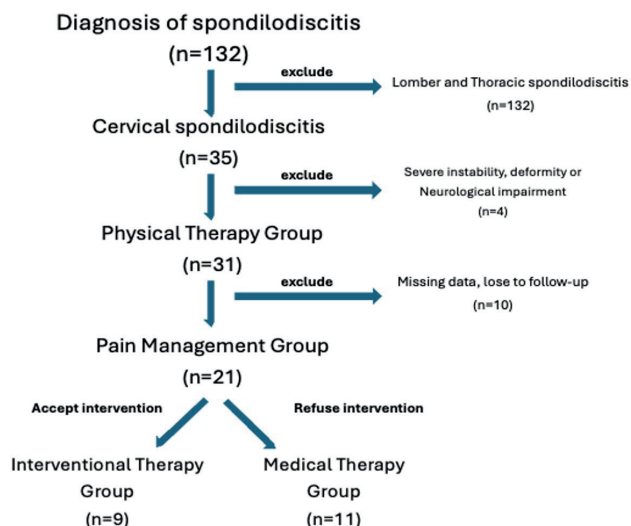 Diagnosis of spondilodiscitis
(n=132)
exclude
Lomber and Thoracic spondilodiscitis
(n=132)
Cervical spondilodiscitis
(n=35)
exclude
Severe instability, deformity or
Neurological impairment
(n=4)
Physical Therapy Group
(n=31)
exclude
Missing data, lose to follow-up
(n=10)
Pain Management Group
(n=21)
Accept intervention
Refuse intervention
Interventional Therapy
Group
(n=9)
Medical Therapy
Group
(n=11)